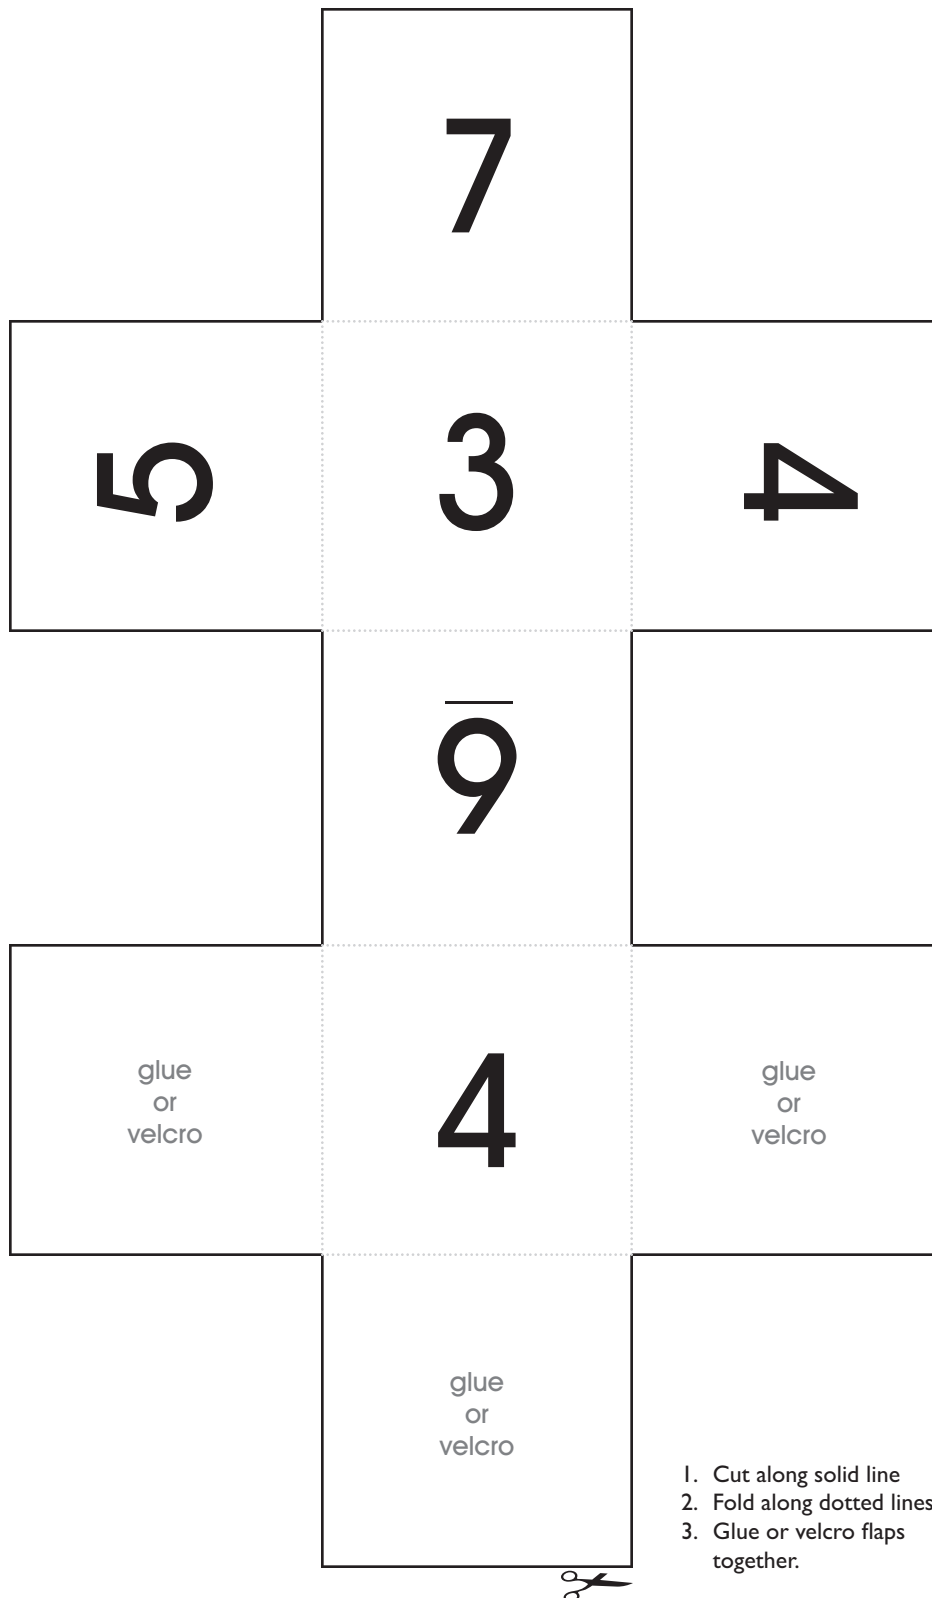 7
5 3 4
6
glue
or
velcro
4
glue
or
velcro
glue
or
velcro
1. Cut along solid line
2. Fold along dotted lines
3. Glue or velcro flaps
together.